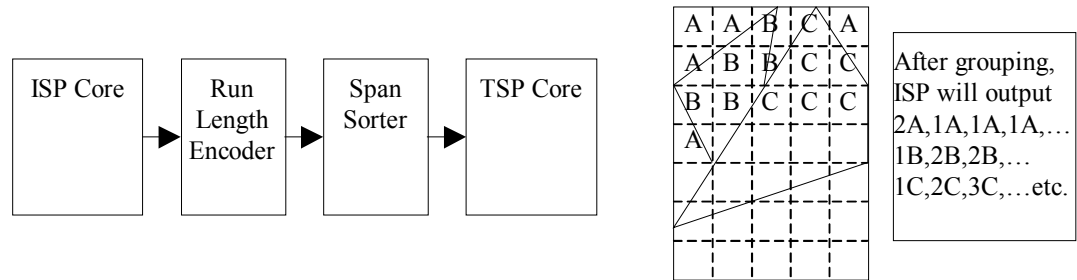 ISP Core
Run
Length
Encoder
Span
Sorter
TSP Core
A A B C A
A B B C C
B B C C C
A
After grouping,
ISP will output
2A,1A,1A,1A,…
1B,2B,2B,…
1C,2C,3C,…etc.